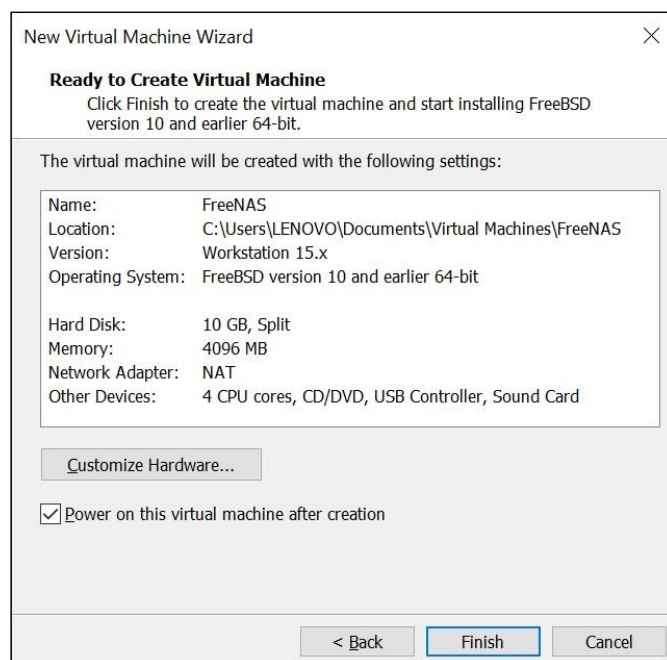 New Virtual Machine Wizard
Ready to Create Virtual Machine
Click Finish to create the virtual machine and start installing FreeBSD
version 10 and earlier 64-bit.
The virtual machine will be created with the following settings:
Name: FreeNAS
Location: C:\Users\LENOVO\Documents\Virtual Machines\FreeNAS
Version: Workstation 15.x
Operating System: FreeBSD version 10 and earlier 64-bit
Hard Disk: 10 GB, Split
Memory: 4096 MB
Network Adapter: NAT
Other Devices: 4 CPU cores, CD/DVD, USB Controller, Sound Card
Customize Hardware...
Power on this virtual machine after creation
< Back Finish Cancel